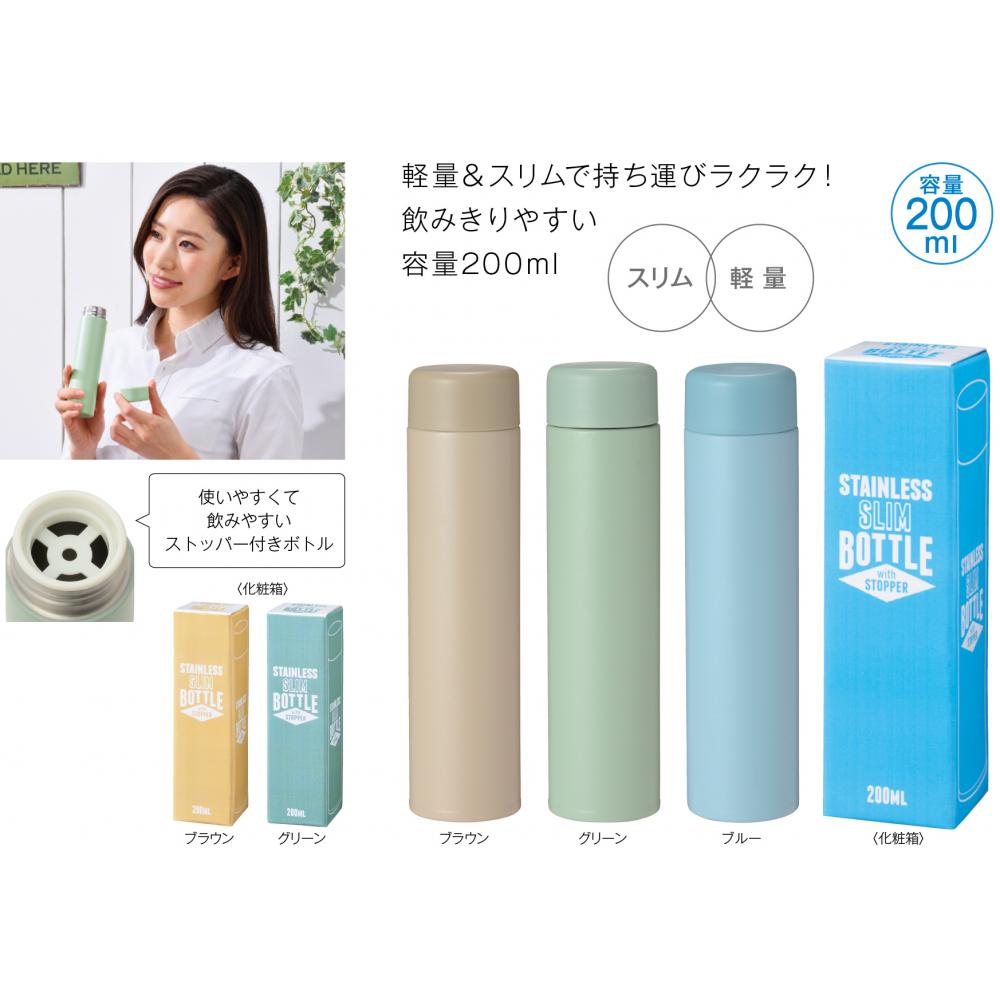 D HERE
軽量&スリムで持ち運びラクラク!
飲みきりやすい
容量200ml
スリム
軽量
容量
200
ml
使いやすくて
飲みやすい
ストッパー付きボトル
〈化粧箱〉
STAINLESS
SLIM
BOTTLE
with
STOPPER
200ML
ブラウン
STAINLESS
SLIM
BOTTLE
with
STOPPER
200ML
グリーン
ブラウン
グリーン
ブルー
BOTTLE
STAINLESS
SLIM
BOTTLE
with
STOPPER
200ML
STAINLESS
SLIM
BOTTLE
〈化粧箱〉